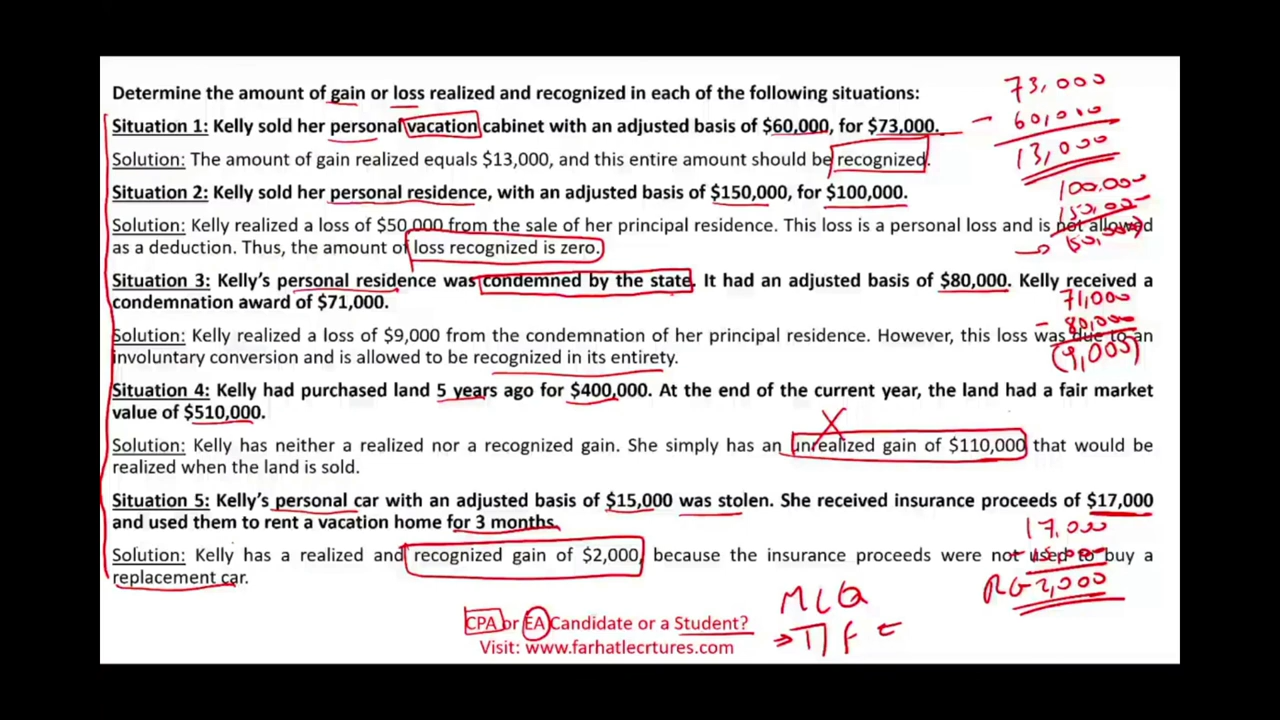 Determine the amount of gain or loss realized and recognized in each of the following situations:
73,000
Situation 1: Kelly sold her personal vacation cabinet with an adjusted basis of $60,000, for $73,000.
- 60,000
Solution: The amount of gain realized equals $13,000, and this entire amount should be recognized.
13,000
Situation 2: Kelly sold her personal residence, with an adjusted basis of $150,000, for $100,000.
100,000
Solution: Kelly realized a loss of $50,000 from the sale of her principal residence. This loss is a personal loss and is not allowed
as a deduction. Thus, the amount of loss recognized is zero.
Situation 3: Kelly's personal residence was condemned by the state. It had an adjusted basis of $80,000. Kelly received a
condemnation award of $71,000.
71,000
- 80,000
Solution: Kelly realized a loss of $9,000 from the condemnation of her principal residence. However, this loss was due to an
involuntary conversion and is allowed to be recognized in its entirety.
(9,000)
Situation 4: Kelly had purchased land 5 years ago for $400,000. At the end of the current year, the land had a fair market
value of $510,000.
Solution: Kelly has neither a realized nor a recognized gain. She simply has an unrealized gain of $110,000 that would be
realized when the land is sold.
Situation 5: Kelly's personal car with an adjusted basis of $15,000 was stolen. She received insurance proceeds of $17,000
and used them to rent a vacation home for 3 months.
17,000
Solution: Kelly has a realized and recognized gain of $2,000, because the insurance proceeds were not used to buy a
replacement car.
RG 2,000
MCQ
CPA or EA Candidate or a Student?
T/F
Visit: www.farhatlecrtures.com